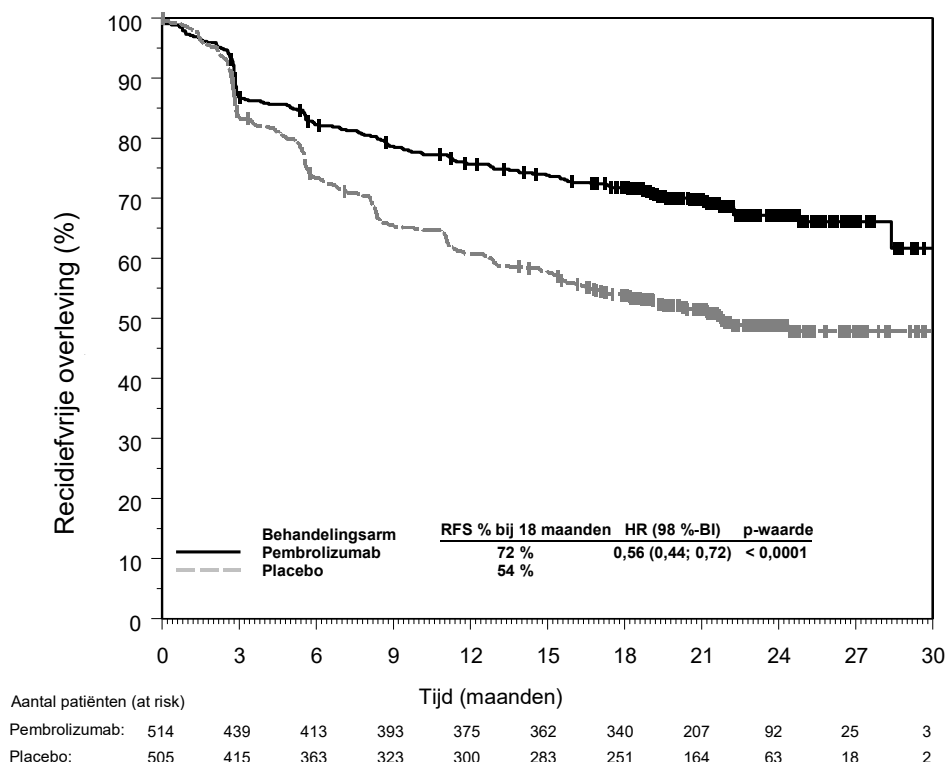 100
90
80
70
60
50
40
30
20
10
0
Recidiefvrije overleving (%)
Behandelingsarm RFS % bij 18 maanden HR (98 %-BI) p-waarde
Pembrolizumab 72 % 0,56 (0,44; 0,72) < 0,0001
Placebo 54 %
0 3 6 9 12 15 18 21 24 27 30
Tijd (maanden)
Aantal patiënten (at risk)
Pembrolizumab: 514 439 413 393 375 362 340 207 92 25 3
Placebo: 505 415 363 323 300 283 251 164 63 18 2